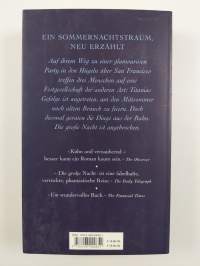 EIN SOMMERNACHTSTRAUM,
NEU ERZÄHLT
Auf ihrem Weg zu einer glamourösen
Party in den Hügeln über San Francisco
treffen drei Menschen auf eine
Festgesellschaft der anderen Art: Titanias
Gefolge ist angetreten, um den Mittsommer
nach altem Brauch zu feiern. Doch
diesmal geraten die Dinge aus der Bahn.
Die große Nacht ist angebrochen.
»Kühn und verzaubernd –
besser kann ein Roman kaum sein.« The Observer
»Die große Nacht ist eine fabelhafte,
verrückte, phantastische Reise.« The Daily Telegraph
»Ein wundervolles Buch.« The Financial Times